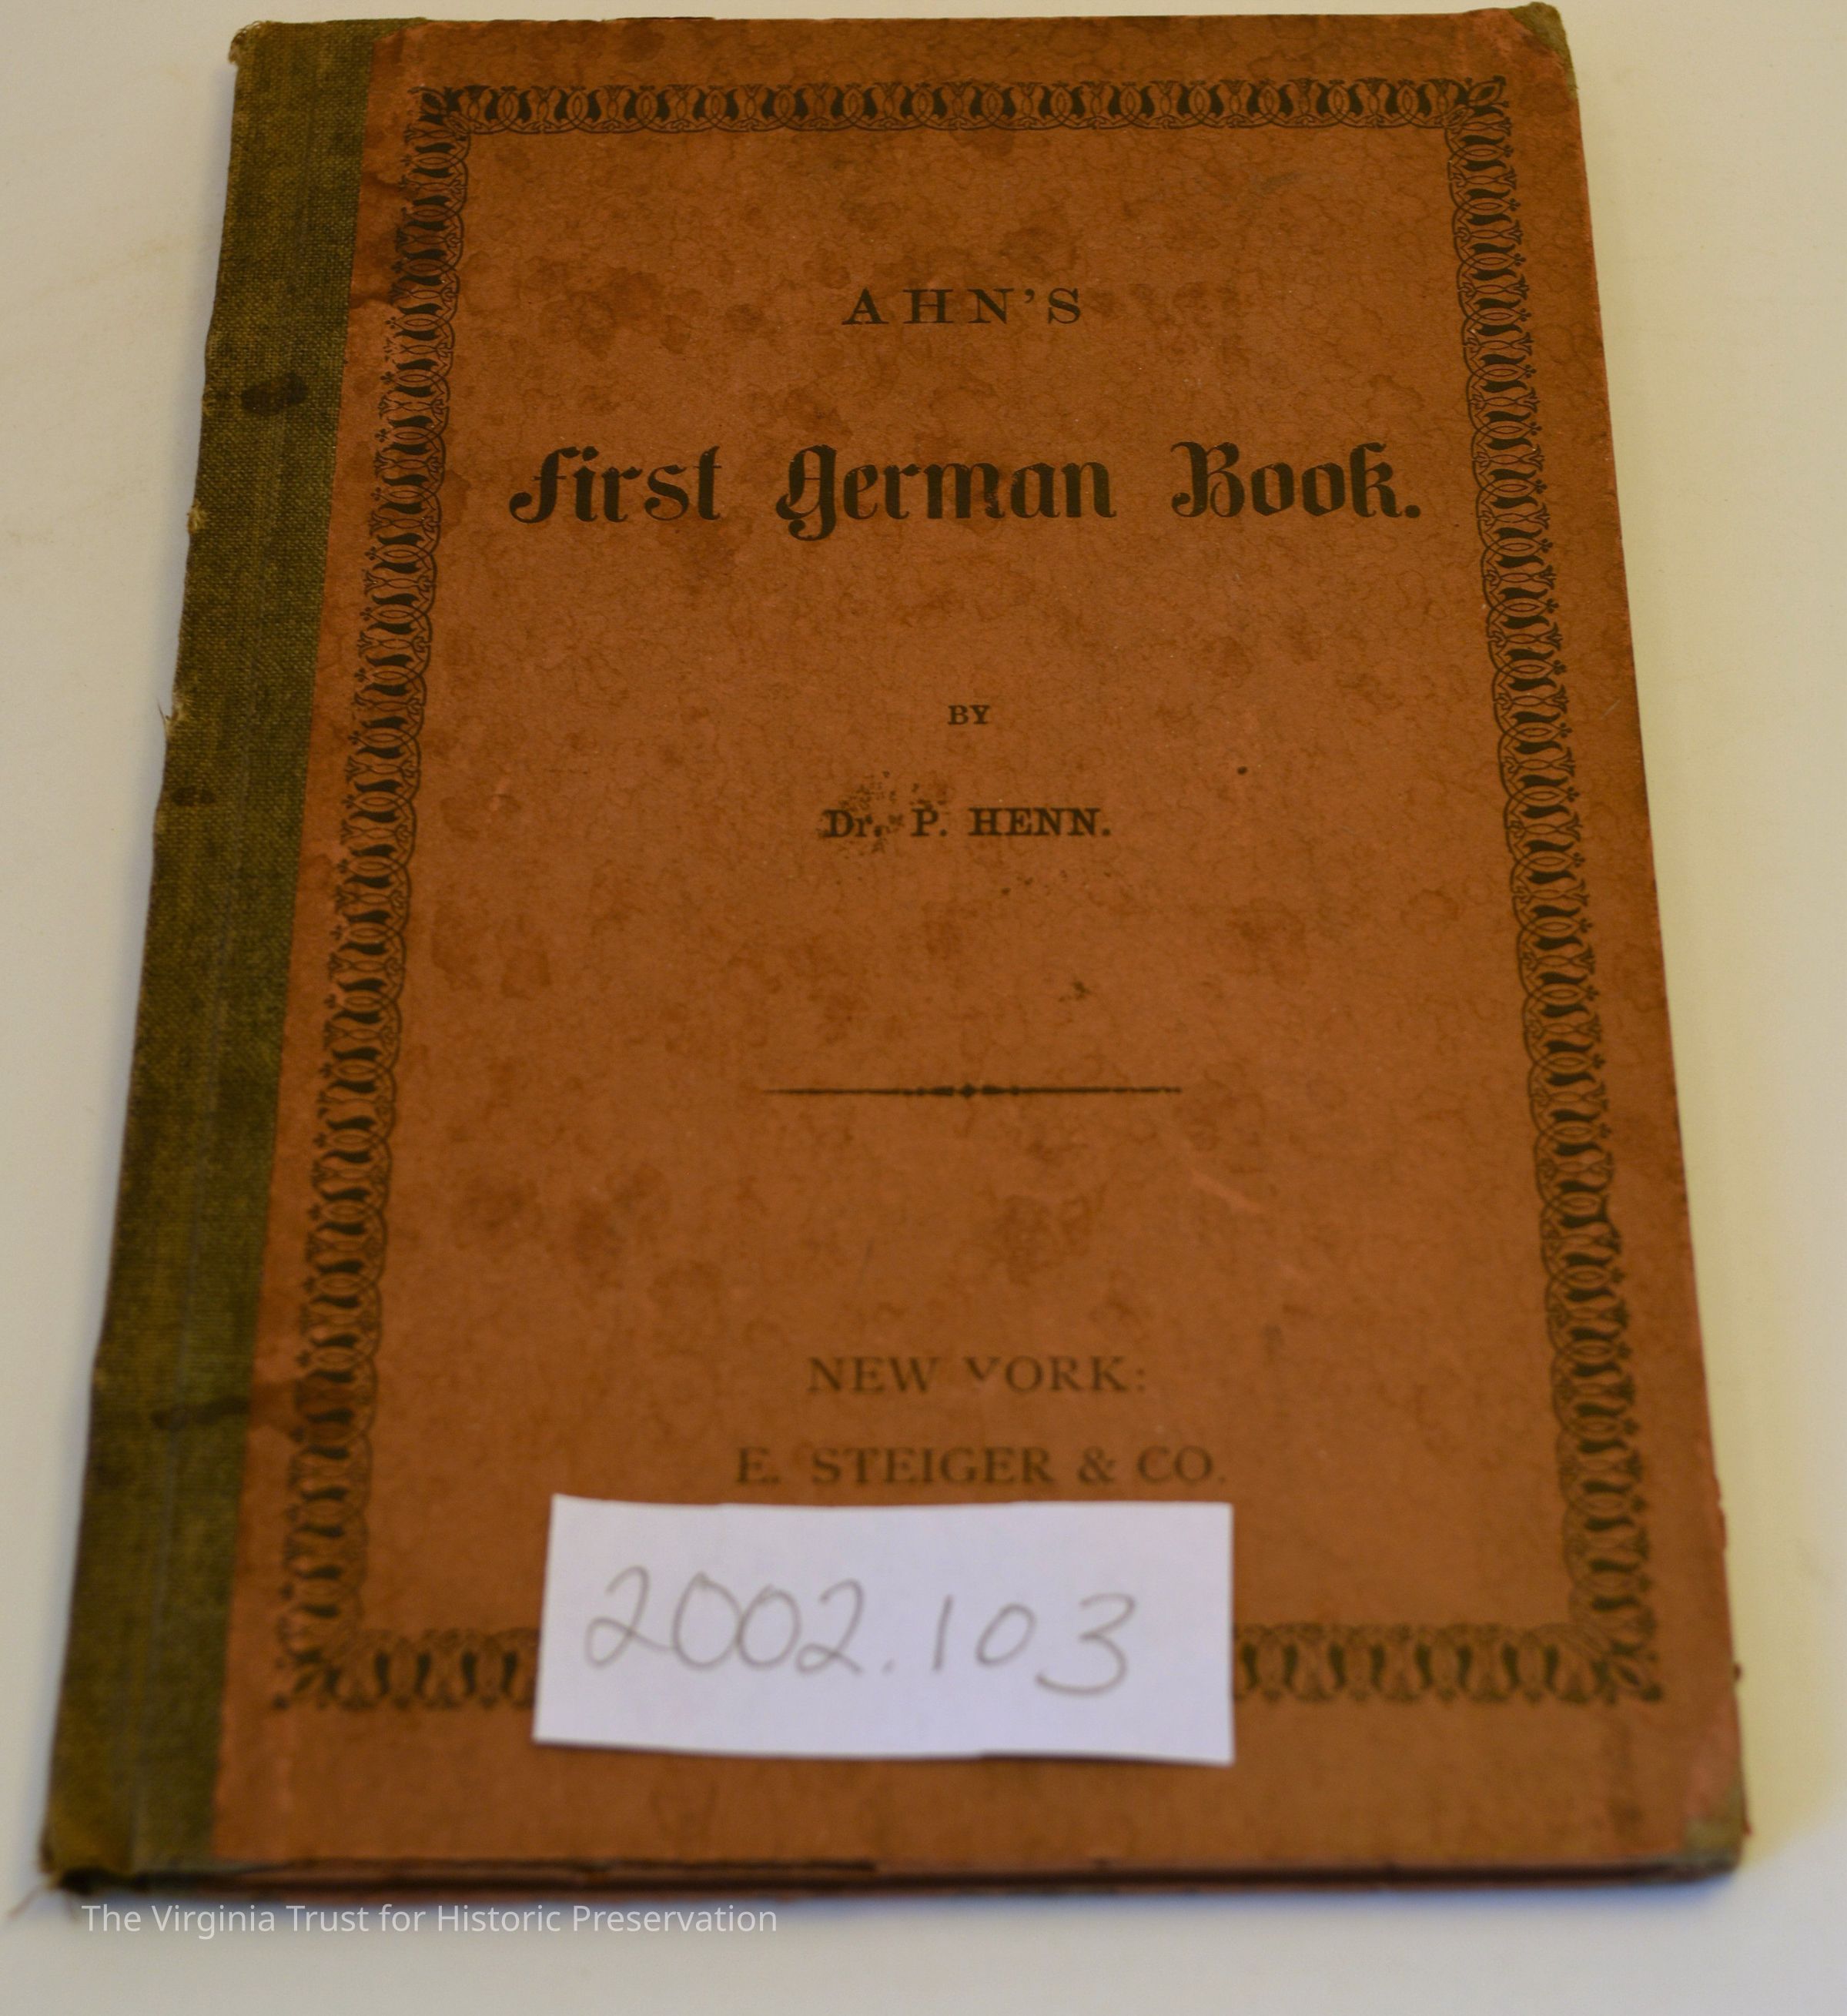 AHN'S
First German Book.
BY
Dr. P. HENN.
NEW YORK:
E. STEIGER & CO.
2002.103
The Virginia Trust for Historic Preservation